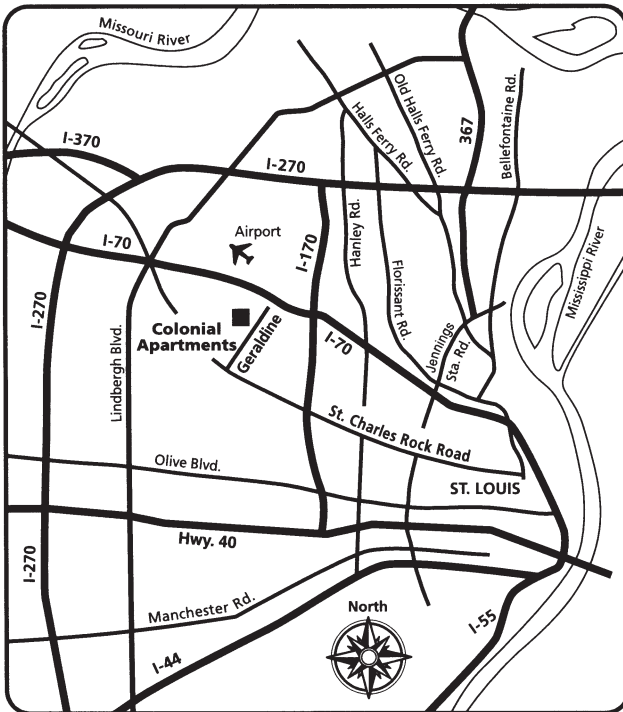 Missouri River
I-370
I-270
Halls Ferry Rd.
Old Halls Ferry Rd.
367
Bellefontaine Rd.
I-70
Airport
I-170
Hanley Rd.
Florissant Rd.
Mississippi River
I-270
Lindbergh Blvd.
Colonial
Apartments
Geraldine
I-70
Jennings
Sta. Rd.
St. Charles Rock Road
Olive Blvd.
ST. LOUIS
Hwy. 40
I-270
Manchester Rd.
North
I-44
I-55